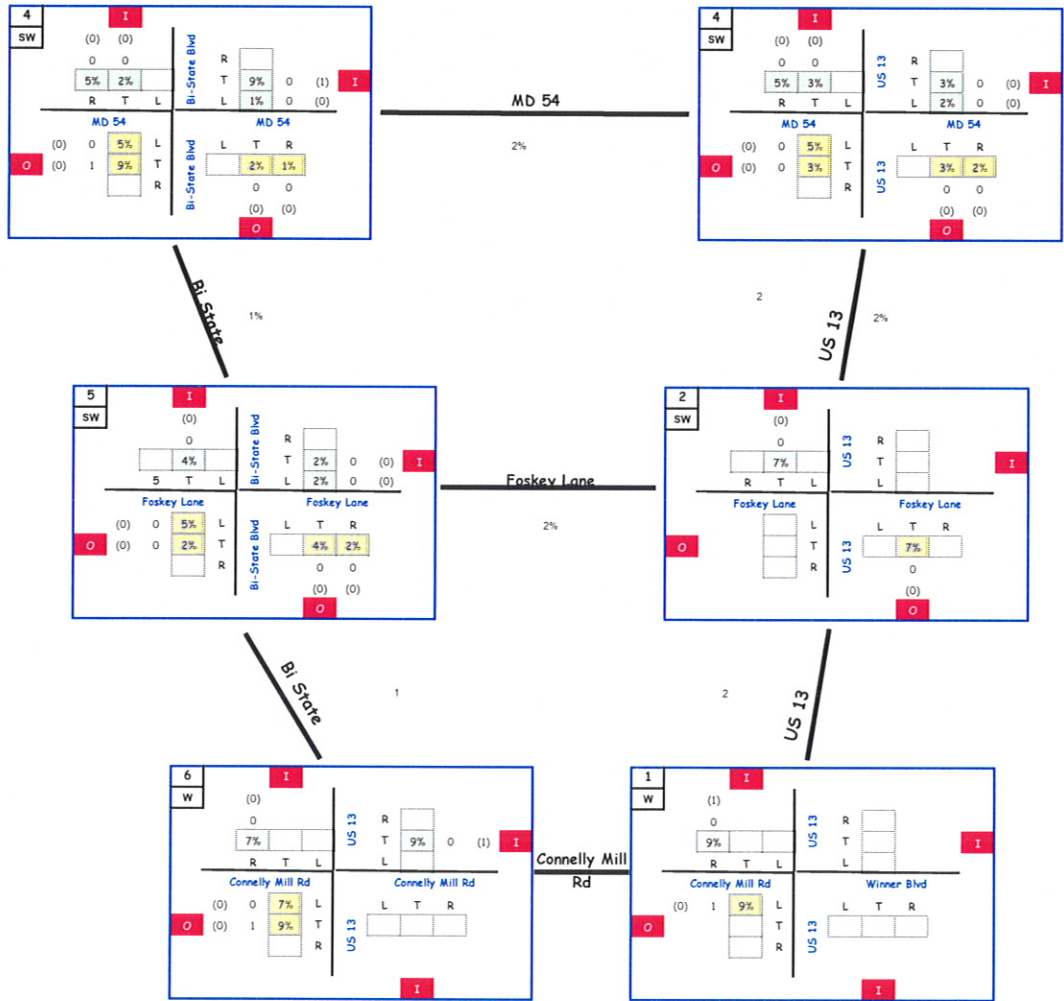 4
SW
I
(0) (0)
0 0
5% 2%
R T L
Bi-State Blvd
R
T 9% 0 (1) I
L 1% 0 (0)
MD 54
MD 54
(0) 0 5% L
O (0) 1 9% T
R
Bi-State Blvd
L T R
2% 1%
0 0
(0) (0)
O
MD 54
2%
4
SW
I
(0) (0)
0 0
5% 3%
R T L
US 13
R
T 3% 0 (0) I
L 2% 0 (0)
MD 54
MD 54
(0) 0 5% L
O (0) 0 3% T
R
US 13
L T R
3% 2%
0 0
(0) (0)
O
Bi State
1%
2
US 13
2%
5
SW
I
(0)
0
4%
5 T L
Bi-State Blvd
R
T 2% 0 (0) I
L 2% 0 (0)
Foskey Lane
Foskey Lane
(0) 0 5% L
O (0) 0 2% T
R
Bi-State Blvd
L T R
4% 2%
0 0
(0) (0)
O
Foskey Lane
2%
2
SW
I
(0)
0
7%
R T L
US 13
R
T I
L
Foskey Lane
Foskey Lane
L
O T
R
US 13
L T R
7%
0
(0)
O
Bi State
1
2
US 13
6
W
I
(0)
0
7%
R T L
US 13
R
T 9% 0 (1) I
L
Connelly Mill Rd
Connelly Mill Rd
(0) 0 7% L
O (0) 1 9% T
R
US 13
L T R
I
Connelly Mill
Rd
1
W
I
(1)
0
9%
R T L
US 13
R
T I
L
Connelly Mill Rd
Winner Blvd
(0) 1 9% L
O T
R
US 13
L T R
I